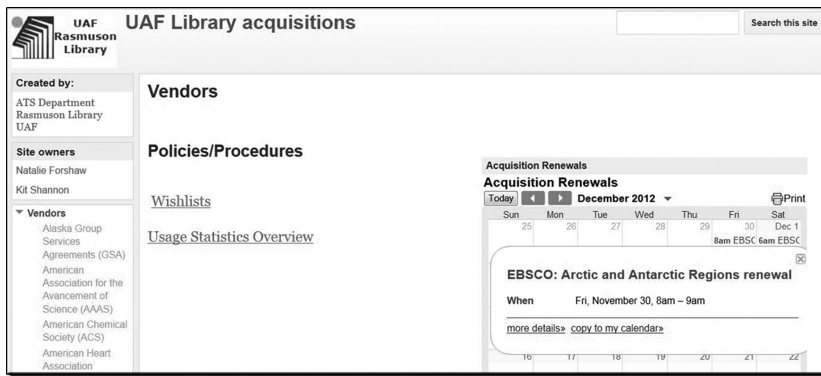 UAF
Rasmuson
Library
UAF Library acquisitions
Search this site
Created by:
ATS Department
Rasmuson Library
UAF
Site owners
Natalie Forshaw
Kit Shannon
Vendors
Alaska Group
Services
Agreements (GSA)
American
Association for the
Avancement of
Science (AAAS)
American Chemical
Society (ACS)
American Heart
Association
Vendors
Policies/Procedures
Wishlists
Usage Statistics Overview
Acquisition Renewals
Acquisition Renewals
Today December 2012 Print
Sun Mon Tue Wed Thu Fri Sat
25 26 27 28 29 30 Dec 1
8am EBSC 6am EBSC
EBSCO: Arctic and Antarctic Regions renewal
When Fri, November 30, 8am – 9am
more details» copy to my calendar»
16 17 18 19 20 21 22